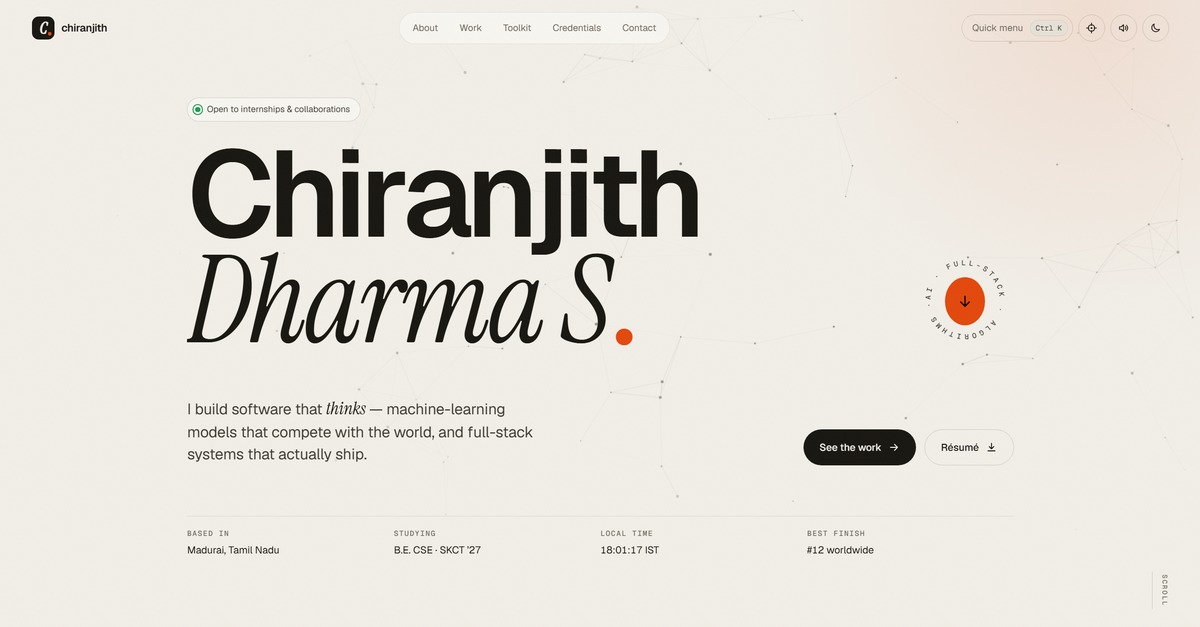 C.
chiranjith
About
Work
Toolkit
Credentials
Contact
Quick menu
Ctrl K
Open to internships & collaborations
Chiranjith
Dharma S.
FULL-STACK · ALGORITHMS · AI ·
I build software that thinks — machine-learning
models that compete with the world, and full-stack
systems that actually ship.
See the work →
Résumé
BASED IN
Madurai, Tamil Nadu
STUDYING
B.E. CSE · SKCT '27
LOCAL TIME
18:01:17 IST
BEST FINISH
#12 worldwide
SCROLL